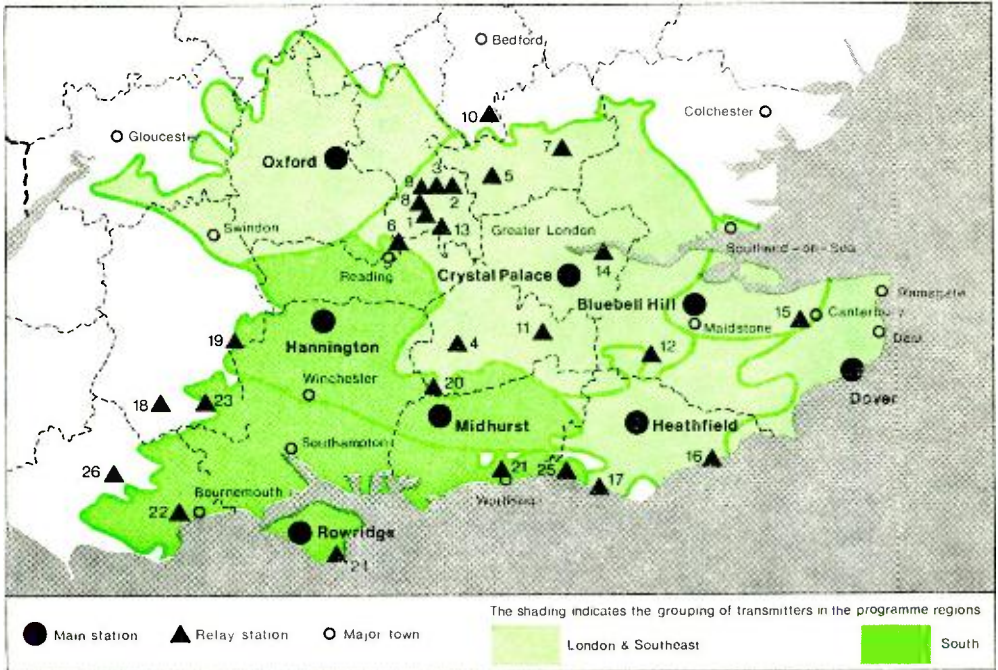 Bedford
10
Colchester
Gloucest
7
Oxford
9
3
5
8
2
1
Swindon
6
13
Greater London
Southend-on-Sea
Reading
14
Crystal Palace
Ramsgate
Bluebell Hill
15
Canterbury
Maidstone
Deal
19
Hannington
4
11
12
Winchester
20
Dover
18
23
Midhurst
Heathfield
Southampton
16
26
21
25
17
Worthing
Bournemouth
22
Rowridge
The shading indicates the grouping of transmitters in the programme regions
Main station
Relay station
Major town
London & Southeast
South